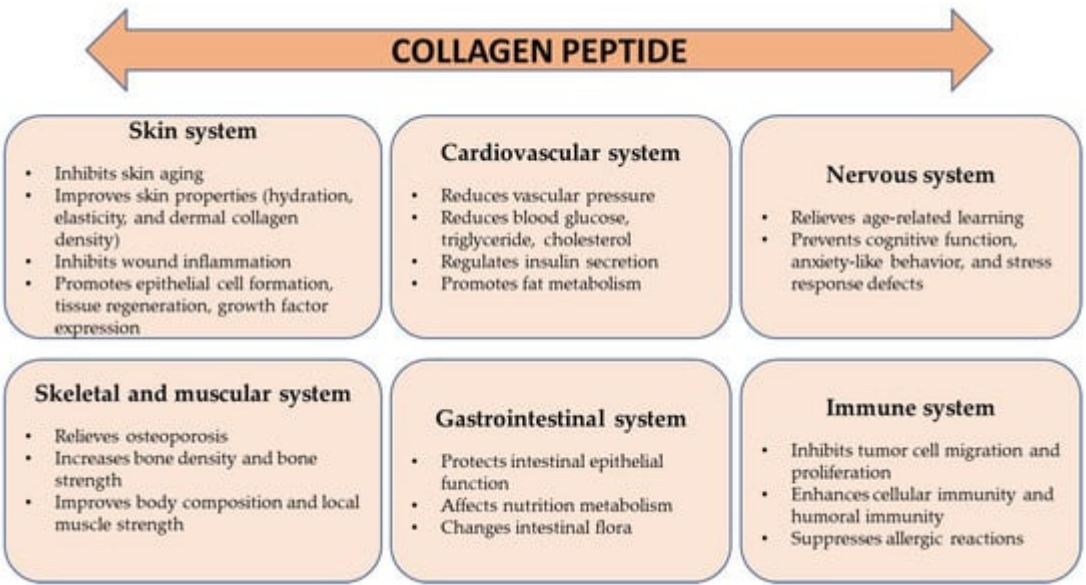 COLLAGEN PEPTIDE
Skin system
• Inhibits skin aging
• Improves skin properties (hydration,
elasticity, and dermal collagen
density)
• Inhibits wound inflammation
• Promotes epithelial cell formation,
tissue regeneration, growth factor
expression
Cardiovascular system
• Reduces vascular pressure
• Reduces blood glucose,
triglyceride, cholesterol
• Regulates insulin secretion
• Promotes fat metabolism
Nervous system
• Relieves age-related learning
• Prevents cognitive function,
anxiety-like behavior, and stress
response defects
Skeletal and muscular system
• Relieves osteoporosis
• Increases bone density and bone
strength
• Improves body composition and local
muscle strength
Gastrointestinal system
• Protects intestinal epithelial
function
• Affects nutrition metabolism
• Changes intestinal flora
Immune system
• Inhibits tumor cell migration and
proliferation
• Enhances cellular immunity and
humoral immunity
• Suppresses allergic reactions